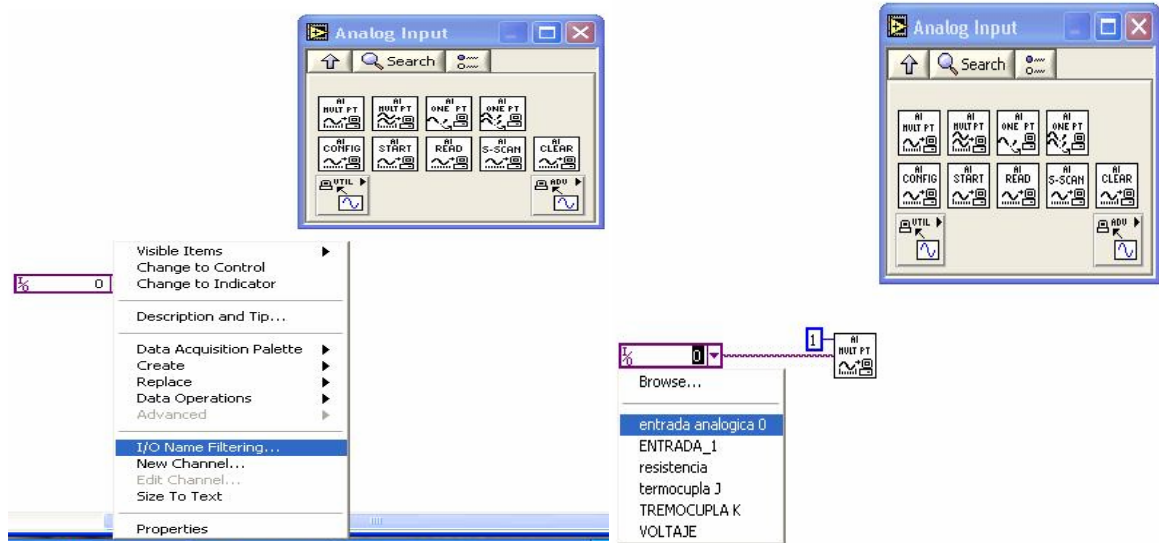 Analog Input
Search
AI MULT PT
AI MULT PT
AI ONE PT
AI ONE PT
AI CONFIG
AI START
AI READ
AI S-SCAN
AI CLEAR
UTIL
ADV
I/O 0
Visible Items
Change to Control
Change to Indicator
Description and Tip...
Data Acquisition Palette
Create
Replace
Data Operations
Advanced
I/O Name Filtering...
New Channel...
Edit Channel...
Size To Text
Properties
Analog Input
Search
AI MULT PT
AI MULT PT
AI ONE PT
AI ONE PT
AI CONFIG
AI START
AI READ
AI S-SCAN
AI CLEAR
UTIL
ADV
1
AI MULT PT
I/O 0
Browse...
entrada analogica 0
ENTRADA_1
resistencia
termocupla J
TREMOCUPLA K
VOLTAJE